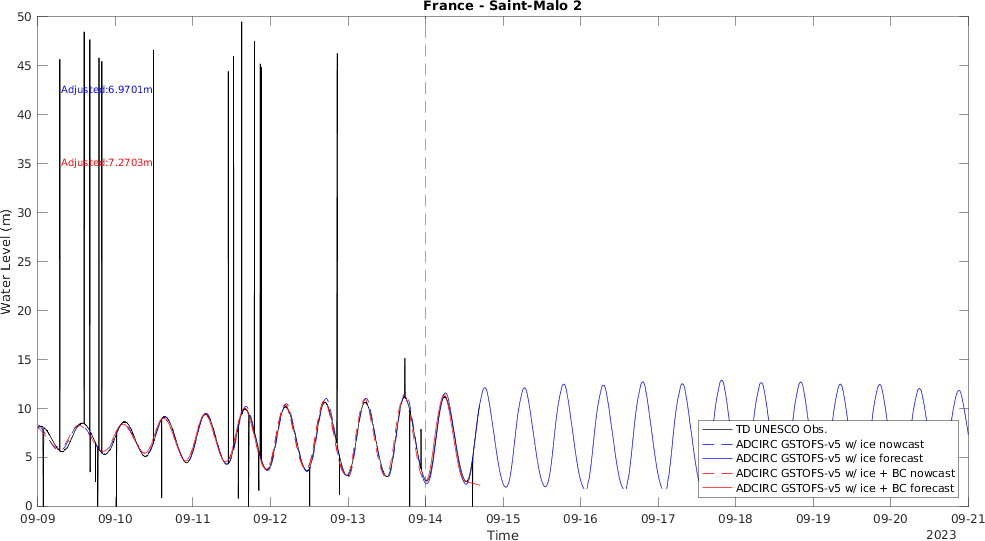 France - Saint-Malo 2
50
45
40
35
30
25
20
15
10
5
0
Water Level (m)
Adjusted:6.9701m
Adjusted:7.2703m
TD UNESCO Obs.
ADCIRC GSTOFS-v5 w/ ice nowcast
ADCIRC GSTOFS-v5 w/ ice forecast
ADCIRC GSTOFS-v5 w/ ice + BC nowcast
ADCIRC GSTOFS-v5 w/ ice + BC forecast
09-09 09-10 09-11 09-12 09-13 09-14 09-15 09-16 09-17 09-18 09-19 09-20 09-21
Time
2023